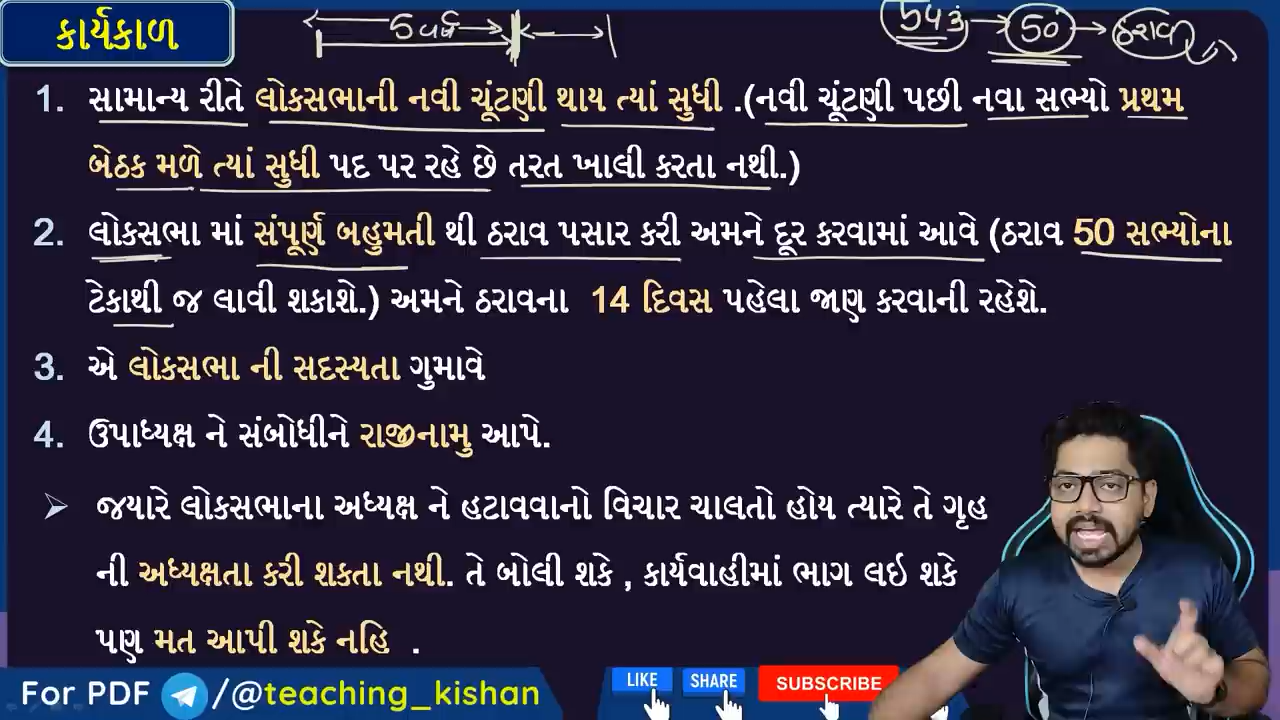 કાર્યકાળ
5 વર્ષ
543 → 50 → ઠરાવ
1. સામાન્ય રીતે લોકસભાની નવી ચૂંટણી થાય ત્યાં સુધી .(નવી ચૂંટણી પછી નવા સભ્યો પ્રથમ
બેઠક મળે ત્યાં સુધી પદ પર રહે છે તરત ખાલી કરતા નથી.)
2. લોકસભા માં સંપૂર્ણ બહુમતી થી ઠરાવ પસાર કરી અમને દૂર કરવામાં આવે (ઠરાવ 50 સભ્યોના
ટેકાથી જ લાવી શકાશે.) અમને ઠરાવના 14 દિવસ પહેલા જાણ કરવાની રહેશે.
3. એ લોકસભા ની સદસ્યતા ગુમાવે
4. ઉપાધ્યક્ષ ને સંબોધીને રાજીનામુ આપે.
➢ જયારે લોકસભાના અધ્યક્ષ ને હટાવવાનો વિચાર ચાલતો હોય ત્યારે તે ગૃહ
ની અધ્યક્ષતા કરી શકતા નથી. તે બોલી શકે , કાર્યવાહીમાં ભાગ લઇ શકે
પણ મત આપી શકે નહિ .
For PDF /@teaching_kishan
LIKE SHARE SUBSCRIBE